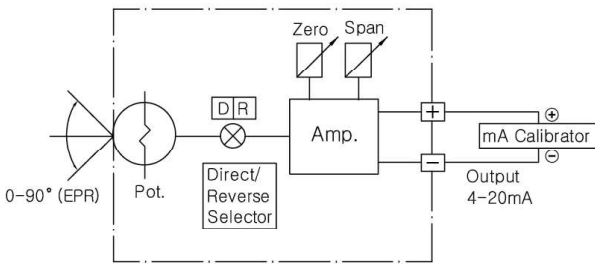 Zero Span
D R
+
⊕
Amp.
mA Calibrator
−
⊖
0-90° (EPR)
Pot.
Direct/
Reverse
Selector
Output
4-20mA